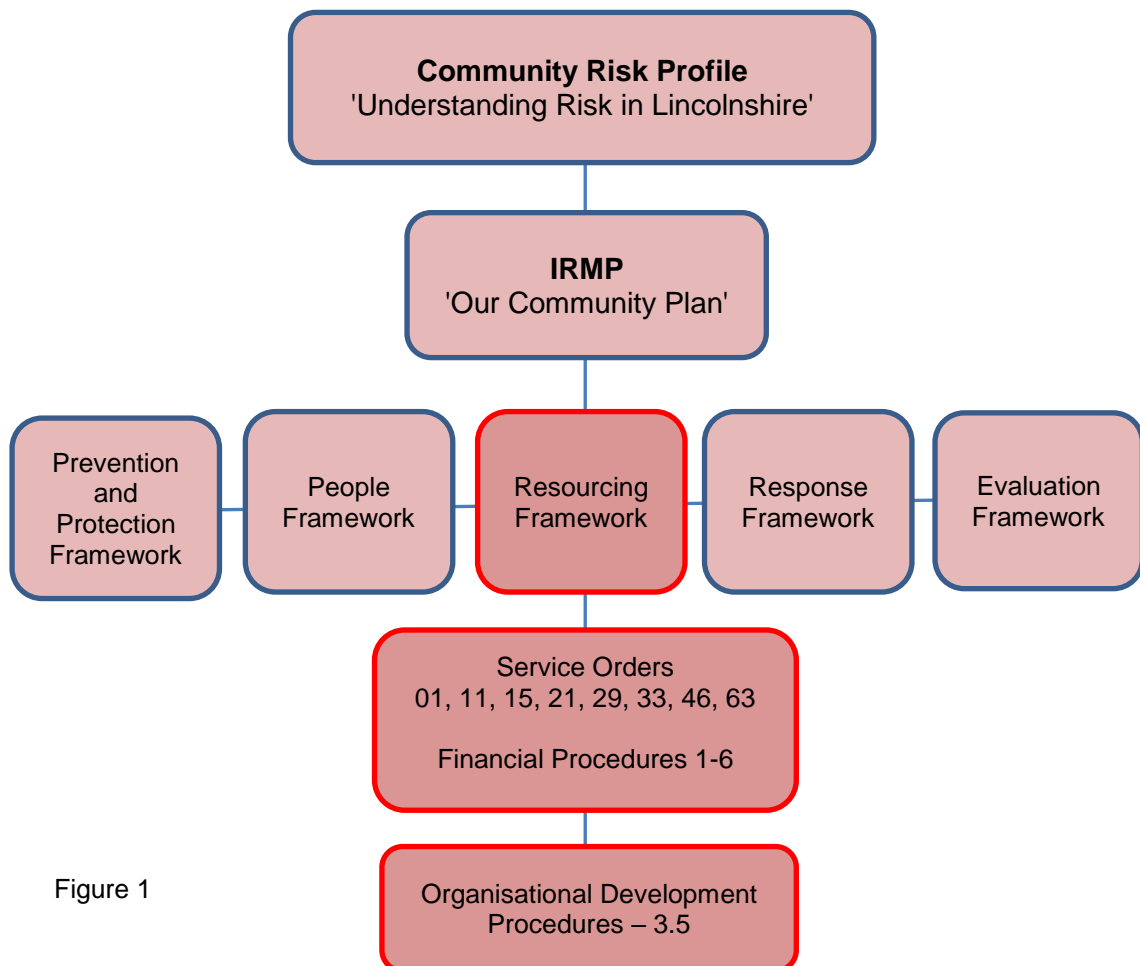 Community Risk Profile
'Understanding Risk in Lincolnshire'
IRMP
'Our Community Plan'
Prevention
and
Protection
Framework
People
Framework
Resourcing
Framework
Response
Framework
Evaluation
Framework
Service Orders
01, 11, 15, 21, 29, 33, 46, 63
Financial Procedures 1-6
Figure 1
Organisational Development
Procedures – 3.5